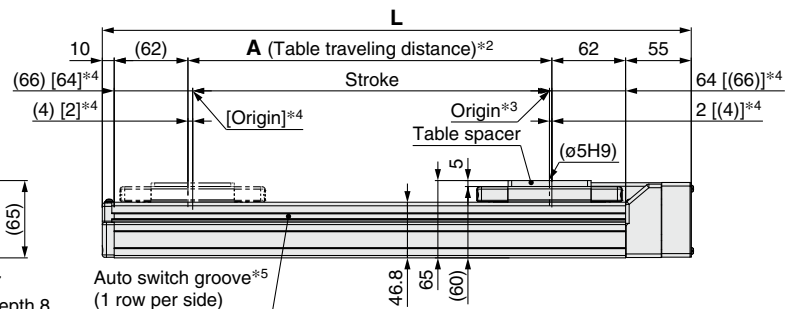 L
10 (62) A (Table traveling distance)*2 62 55
(66) [64]*4 Stroke 64 [(66)]*4
(4) [2]*4 [Origin]*4 Origin*3 2 [(4)]*4
Table spacer 5 (ø5H9)
(65)
Auto switch groove*5 46.8 65 (60)
epth 8 (1 row per side)